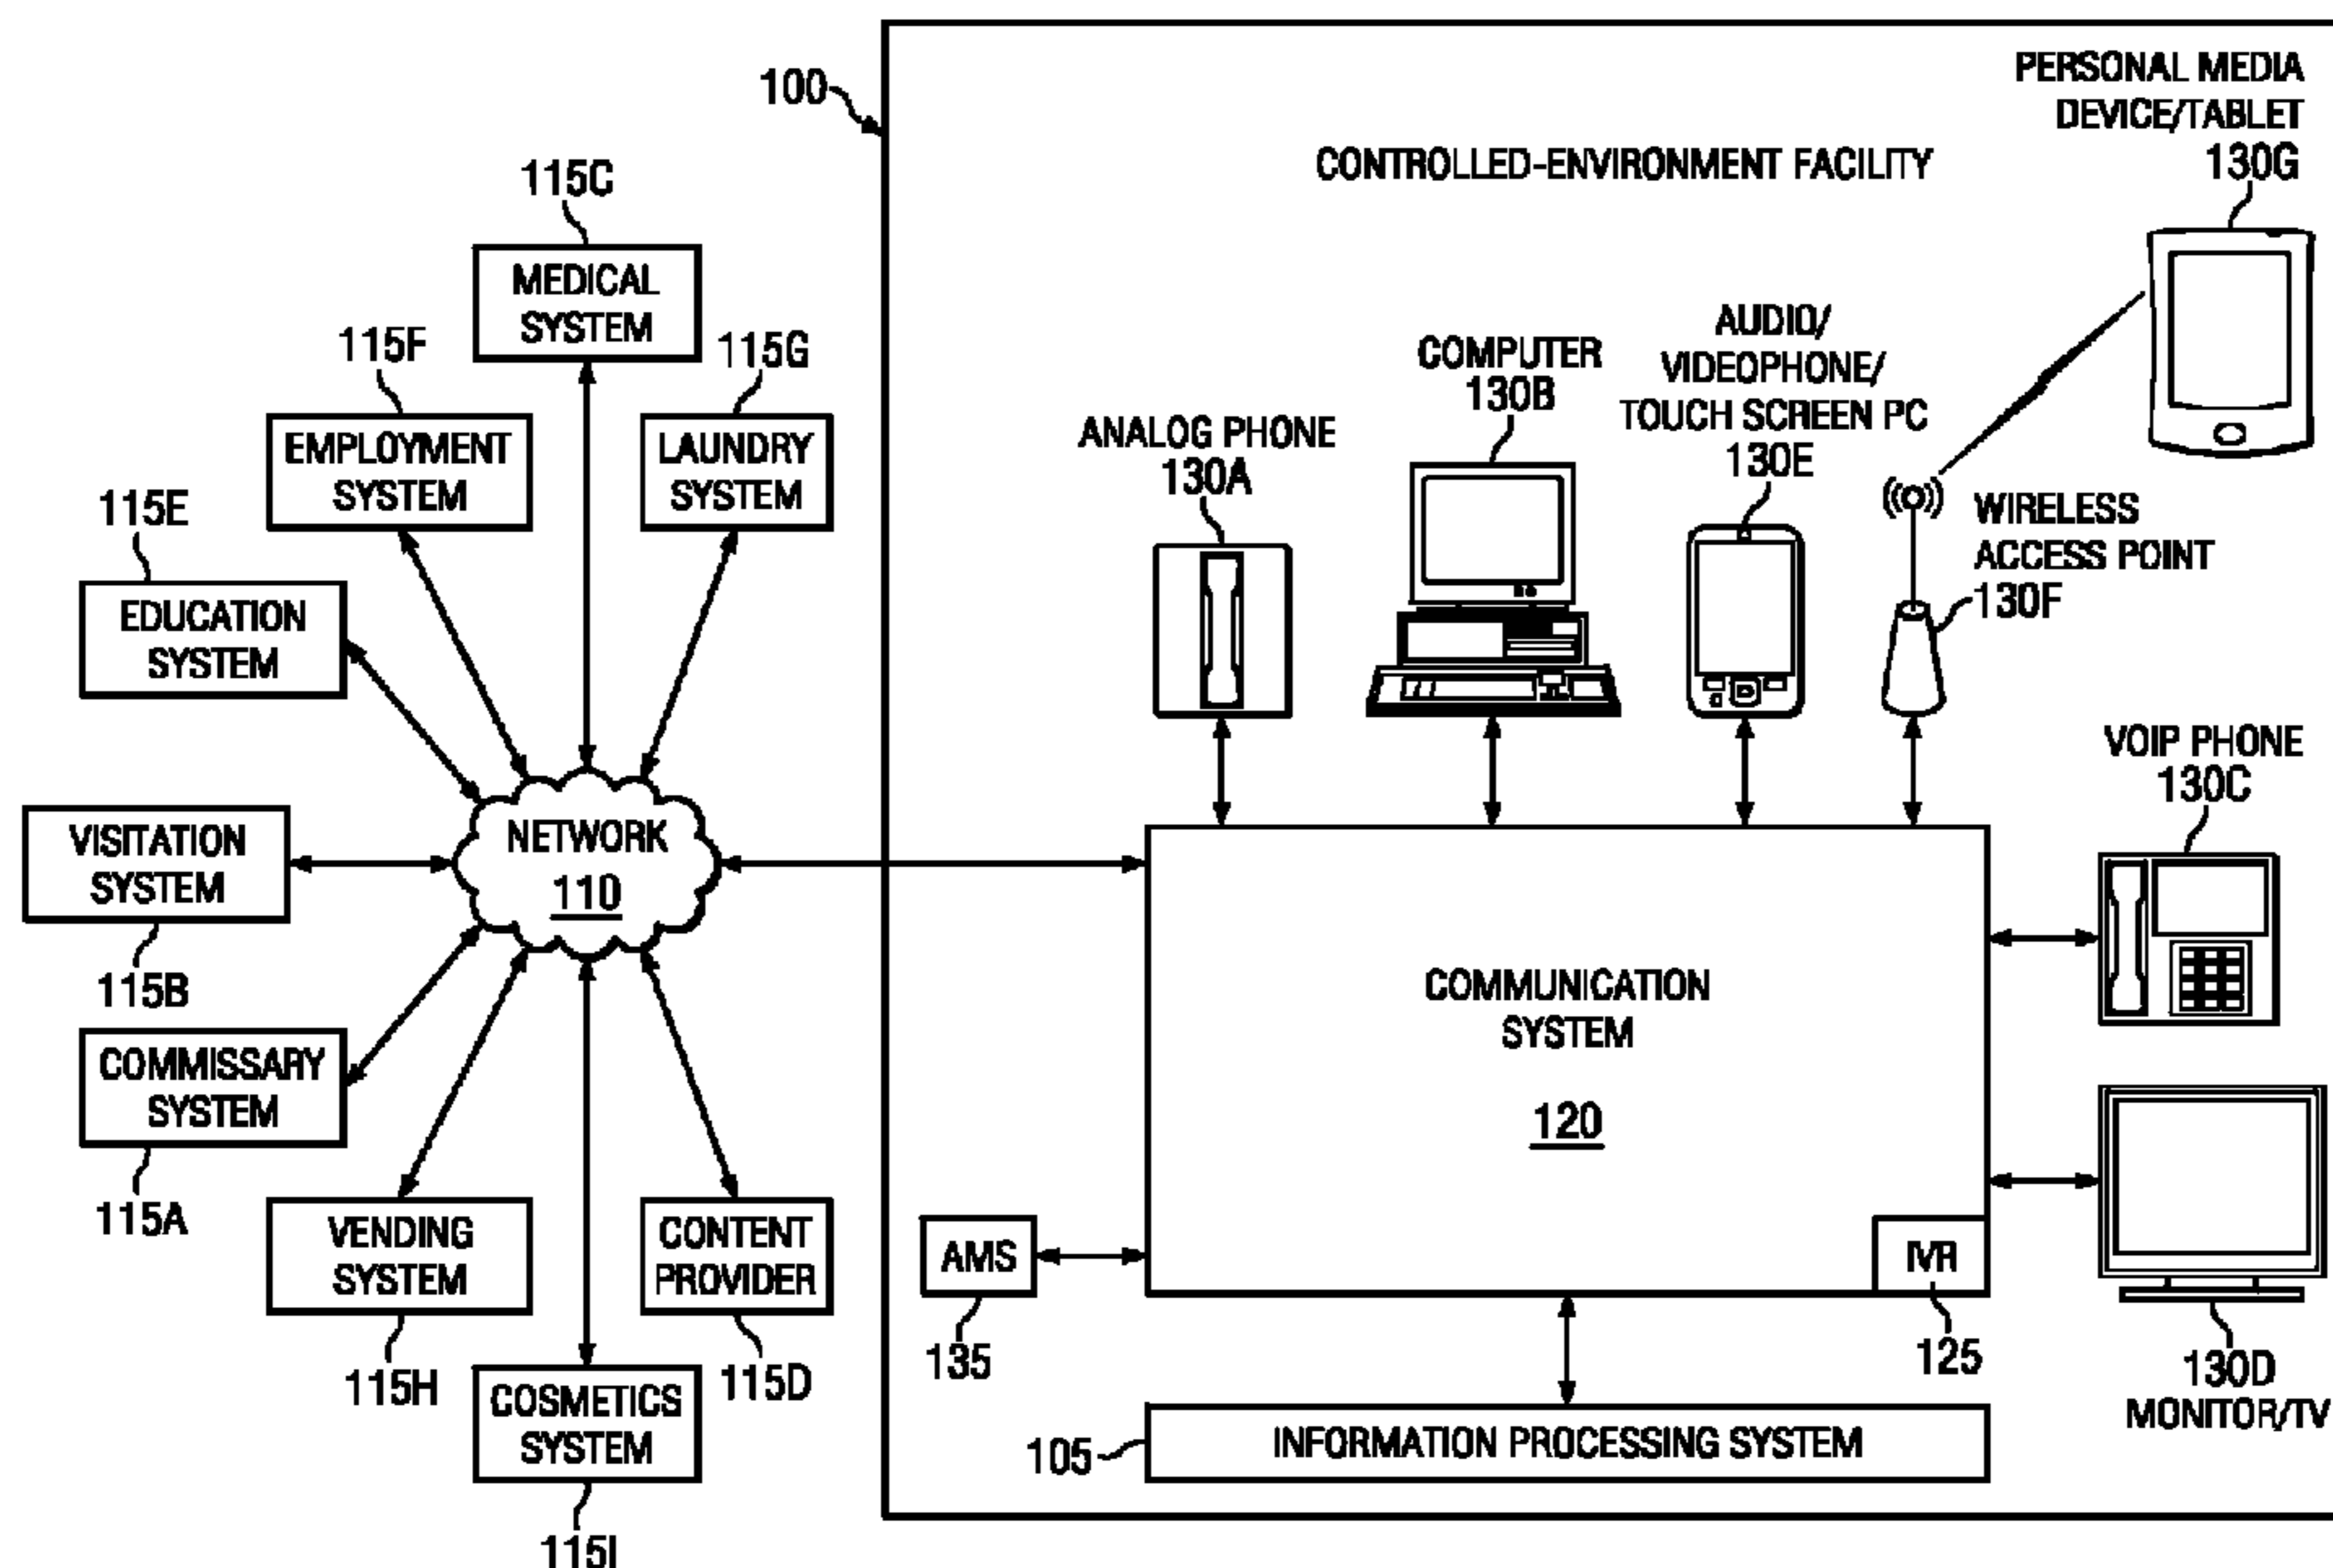 100
CONTROLLED-ENVIRONMENT FACILITY
PERSONAL MEDIA
DEVICE/TABLET
130G
115C
MEDICAL
SYSTEM
115F
EMPLOYMENT
SYSTEM
115G
LAUNDRY
SYSTEM
115E
EDUCATION
SYSTEM
VISITATION
SYSTEM
115B
NETWORK
110
COMMISSARY
SYSTEM
115A
VENDING
SYSTEM
115H
CONTENT
PROVIDER
115D
COSMETICS
SYSTEM
115I
ANALOG PHONE
130A
COMPUTER
130B
AUDIO/
VIDEOPHONE/
TOUCH SCREEN PC
130E
WIRELESS
ACCESS POINT
130F
VOIP PHONE
130C
COMMUNICATION
SYSTEM
120
AMS
135
IVR
125
130D
MONITOR/TV
105
INFORMATION PROCESSING SYSTEM